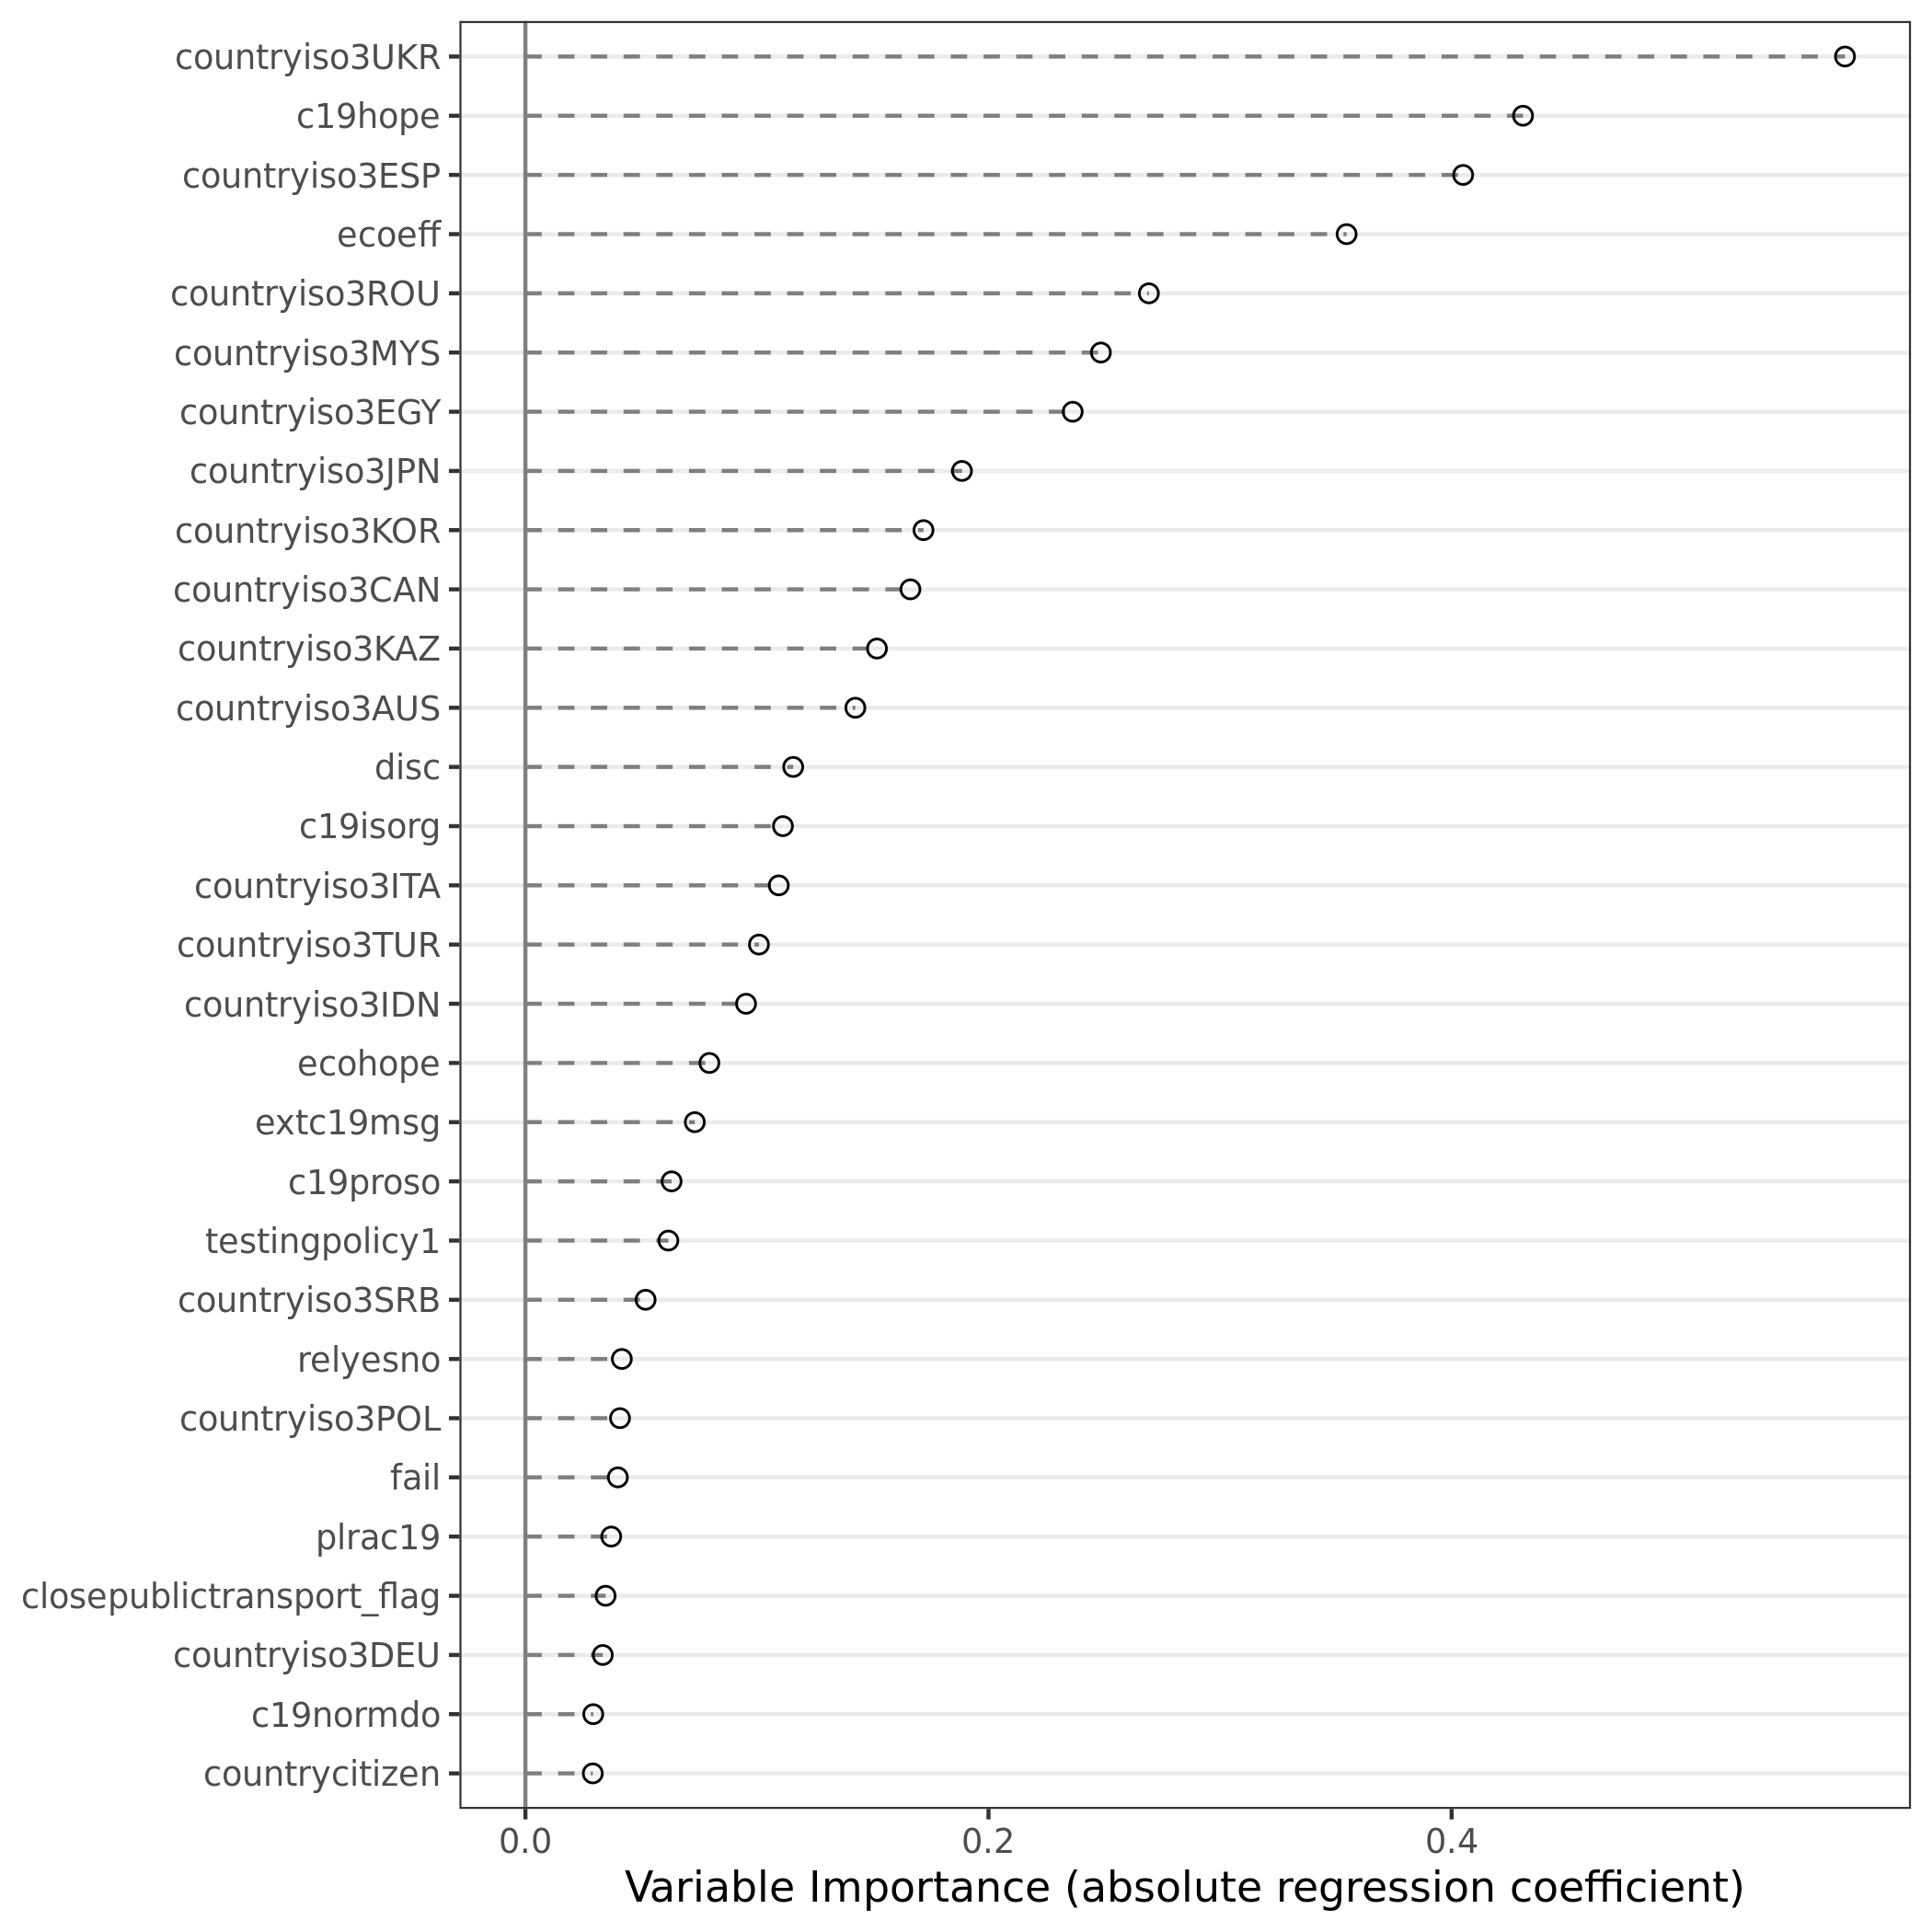 countryiso3UKR
c19hope
countryiso3ESP
ecoeff
countryiso3ROU
countryiso3MYS
countryiso3EGY
countryiso3JPN
countryiso3KOR
countryiso3CAN
countryiso3KAZ
countryiso3AUS
disc
c19isorg
countryiso3ITA
countryiso3TUR
countryiso3IDN
ecohope
extc19msg
c19proso
testingpolicy1
countryiso3SRB
relyesno
countryiso3POL
fail
plrac19
closepublictransport_flag
countryiso3DEU
c19normdo
countrycitizen
0.0 0.2 0.4
Variable Importance (absolute regression coefficient)